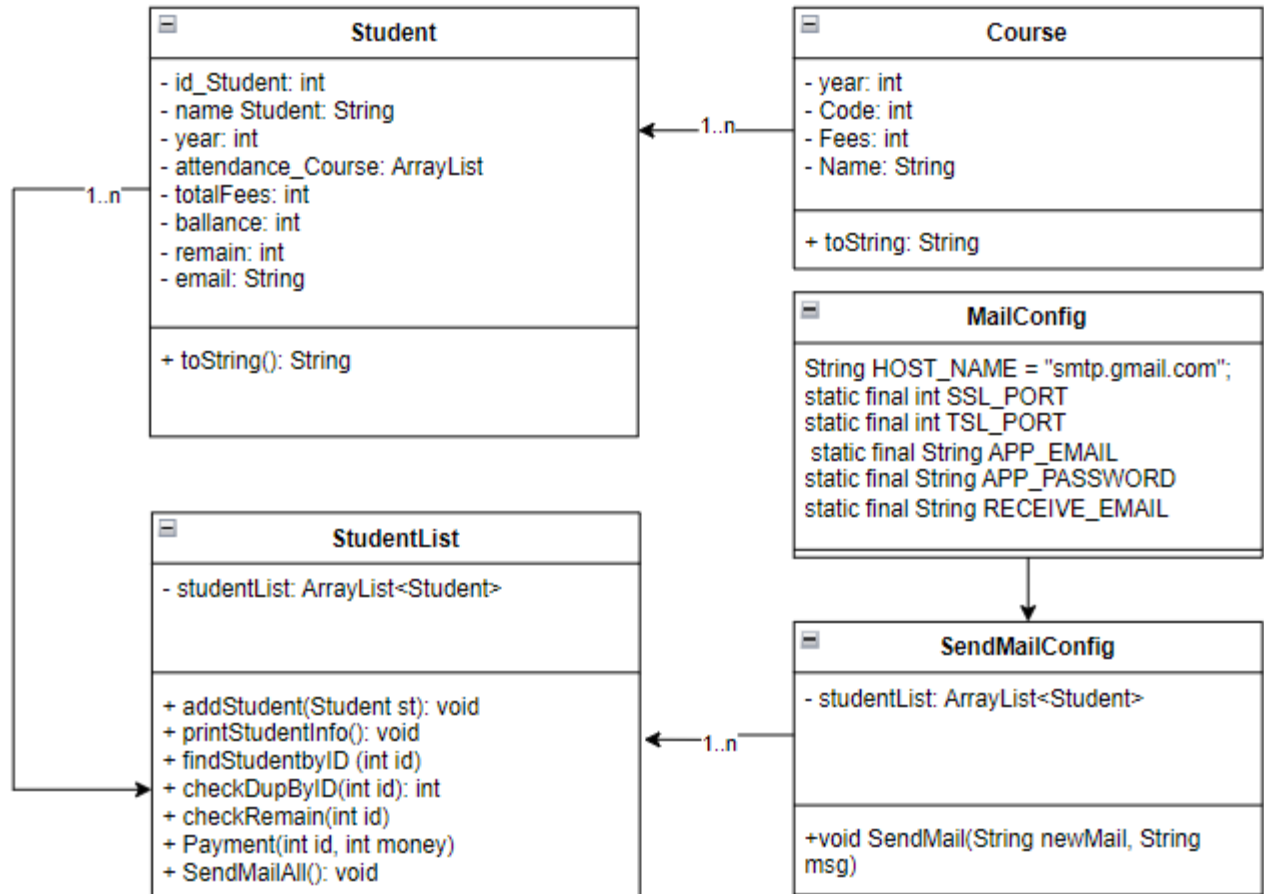 Student
- id_Student: int
- name Student: String
- year: int
- attendance_Course: ArrayList
- totalFees: int
- ballance: int
- remain: int
- email: String
+ toString(): String
1..n
Course
- year: int
- Code: int
- Fees: int
- Name: String
+ toString: String
1..n
MailConfig
String HOST_NAME = "smtp.gmail.com";
static final int SSL_PORT
static final int TSL_PORT
static final String APP_EMAIL
static final String APP_PASSWORD
static final String RECEIVE_EMAIL
StudentList
- studentList: ArrayList<Student>
+ addStudent(Student st): void
+ printStudentInfo(): void
+ findStudentbyID (int id)
+ checkDupByID(int id): int
+ checkRemain(int id)
+ Payment(int id, int money)
+ SendMailAll(): void
1..n
SendMailConfig
- studentList: ArrayList<Student>
+void SendMail(String newMail, String
msg)